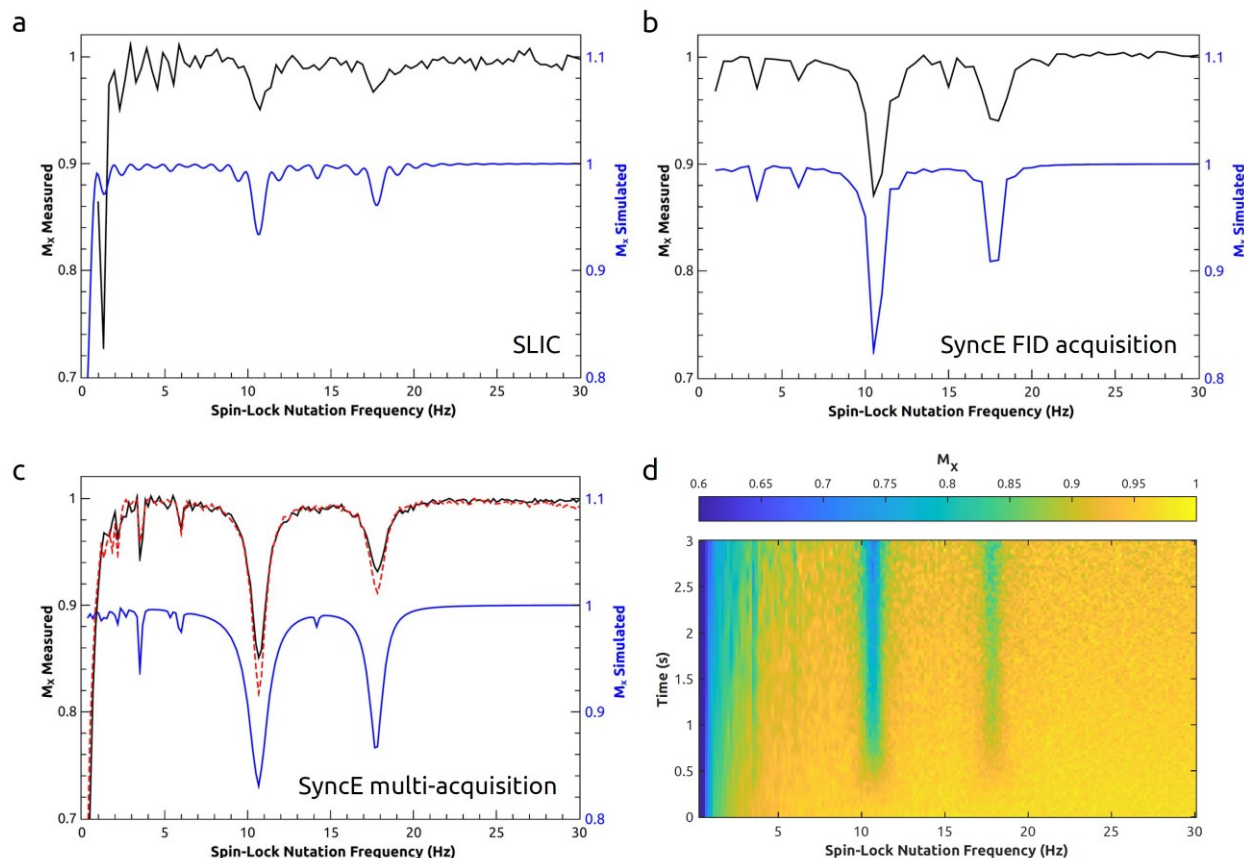 a
1
0.9
0.8
0.7
Mx Measured
1.1
1
0.9
0.8
Mx Simulated
SLIC
0 5 10 15 20 25 30
Spin-Lock Nutation Frequency (Hz)
b
1
0.9
0.8
0.7
Mx Measured
1.1
1
0.9
0.8
Mx Simulated
SyncE FID acquisition
0 5 10 15 20 25 30
Spin-Lock Nutation Frequency (Hz)
c
1
0.9
0.8
0.7
Mx Measured
1.1
1
0.9
0.8
Mx Simulated
SyncE multi-acquisition
0 5 10 15 20 25 30
Spin-Lock Nutation Frequency (Hz)
d
Mx
0.6 0.65 0.7 0.75 0.8 0.85 0.9 0.95 1
3
2.5
2
1.5
1
0.5
0
Time (s)
5 10 15 20 25 30
Spin-Lock Nutation Frequency (Hz)